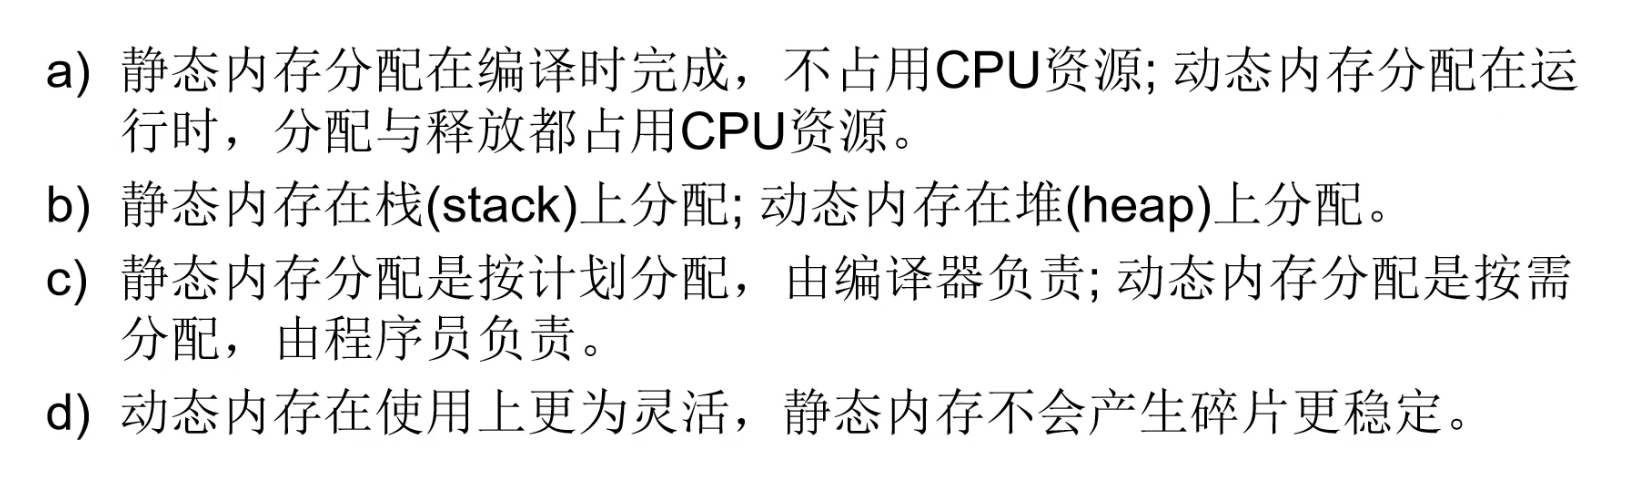 a) 静态内存分配在编译时完成，不占用CPU资源; 动态内存分配在运
行时，分配与释放都占用CPU资源。
b) 静态内存在栈(stack)上分配; 动态内存在堆(heap)上分配。
c) 静态内存分配是按计划分配，由编译器负责; 动态内存分配是按需
分配，由程序员负责。
d) 动态内存在使用上更为灵活，静态内存不会产生碎片更稳定。